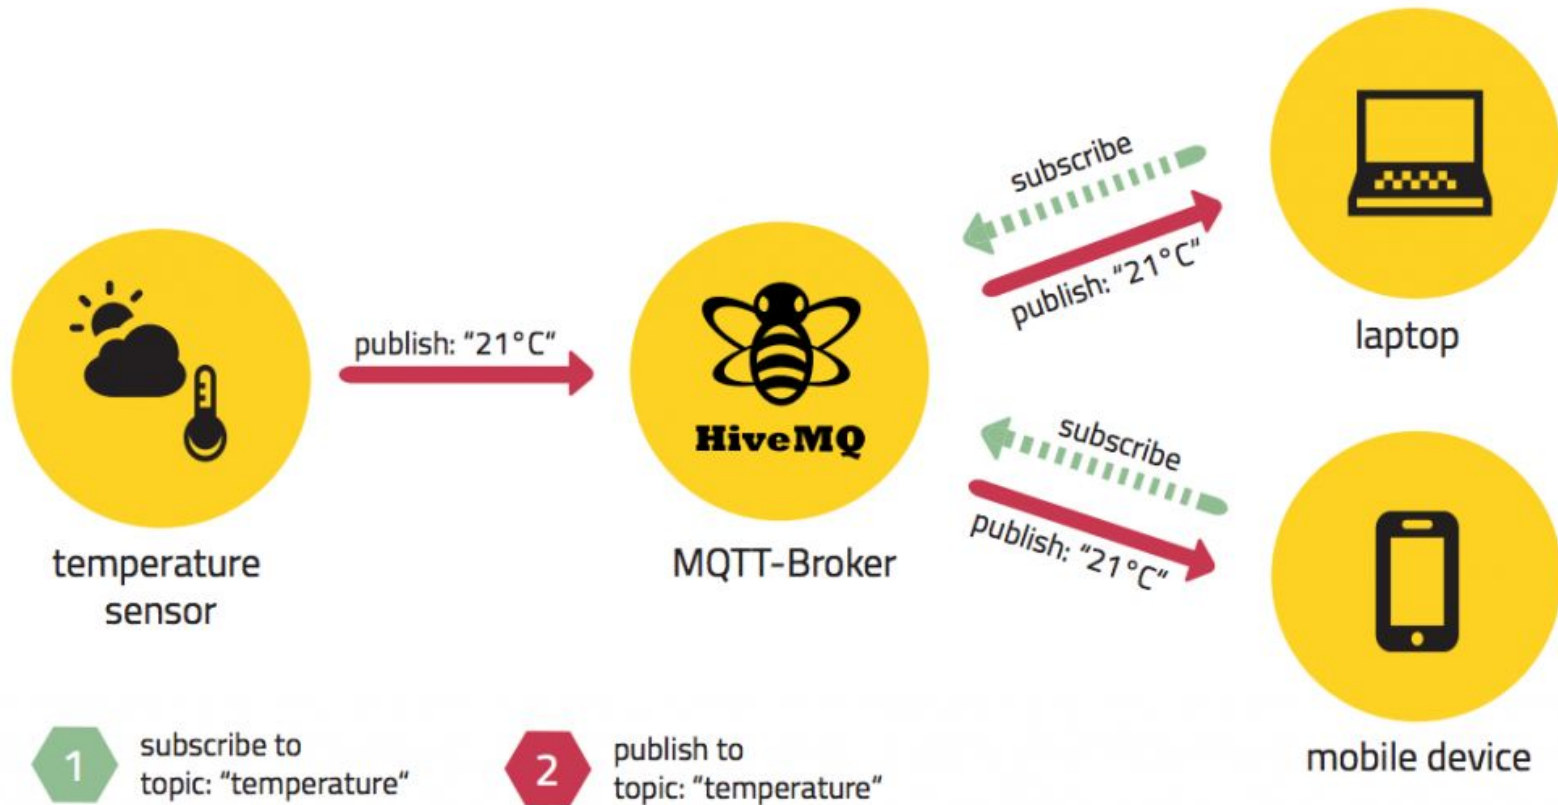 subscribe
publish: "21°C"
laptop
publish: "21°C"
HiveMQ
MQTT-Broker
temperature
sensor
subscribe
publish: "21°C"
mobile device
1
subscribe to
topic: "temperature"
2
publish to
topic: "temperature"